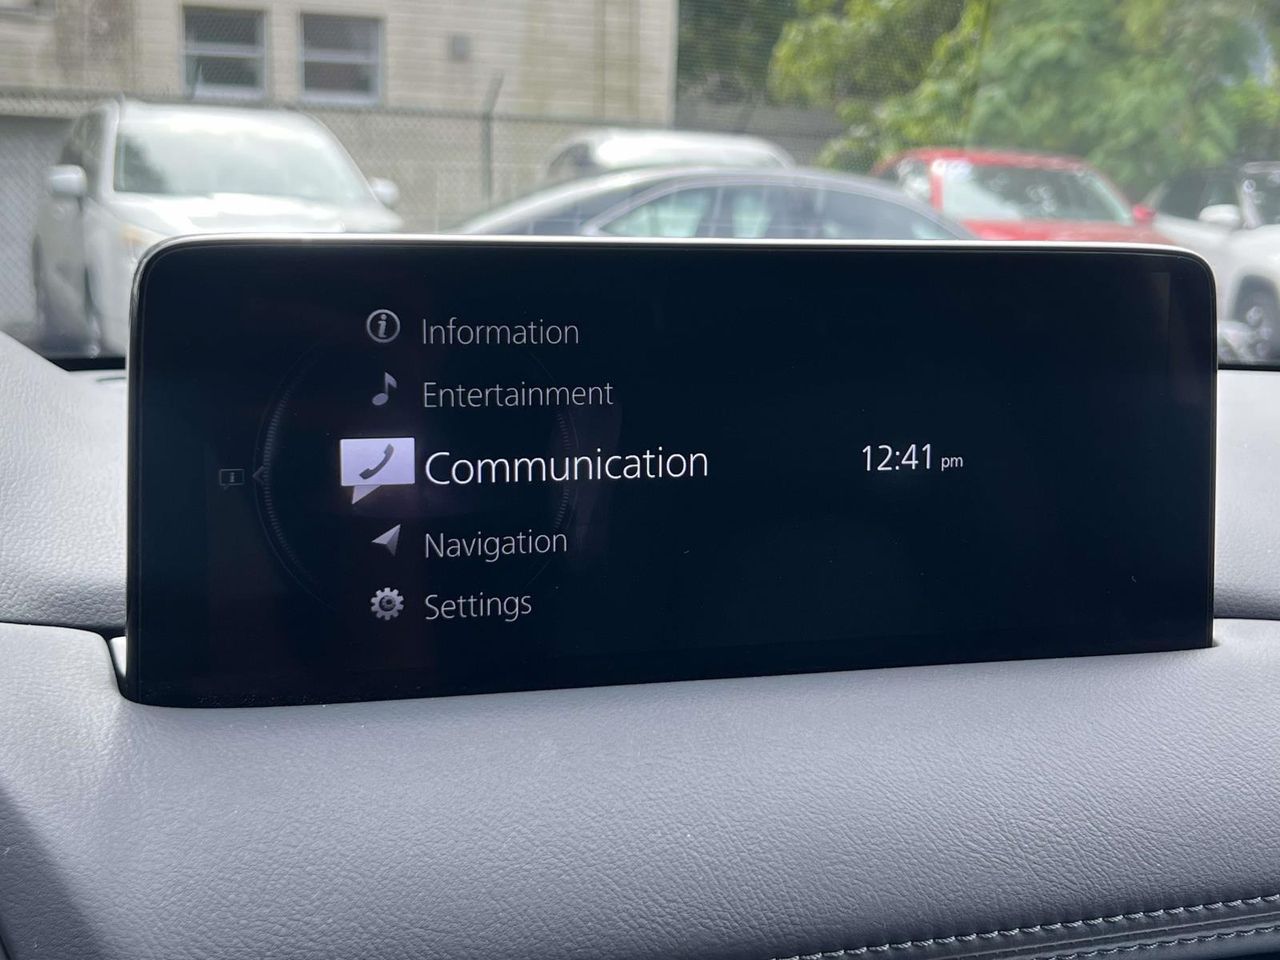 Information
Entertainment
Communication
12:41 pm
Navigation
Settings